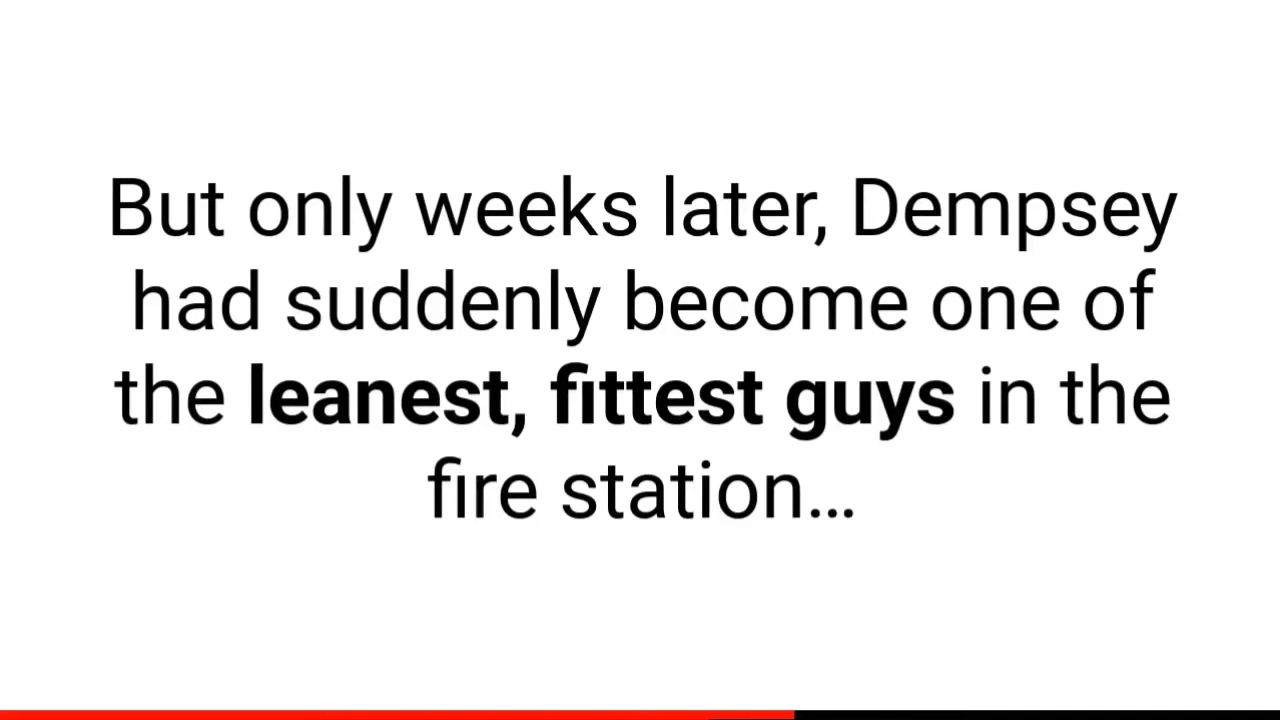 But only weeks later, Dempsey
had suddenly become one of
the leanest, fittest guys in the
fire station…